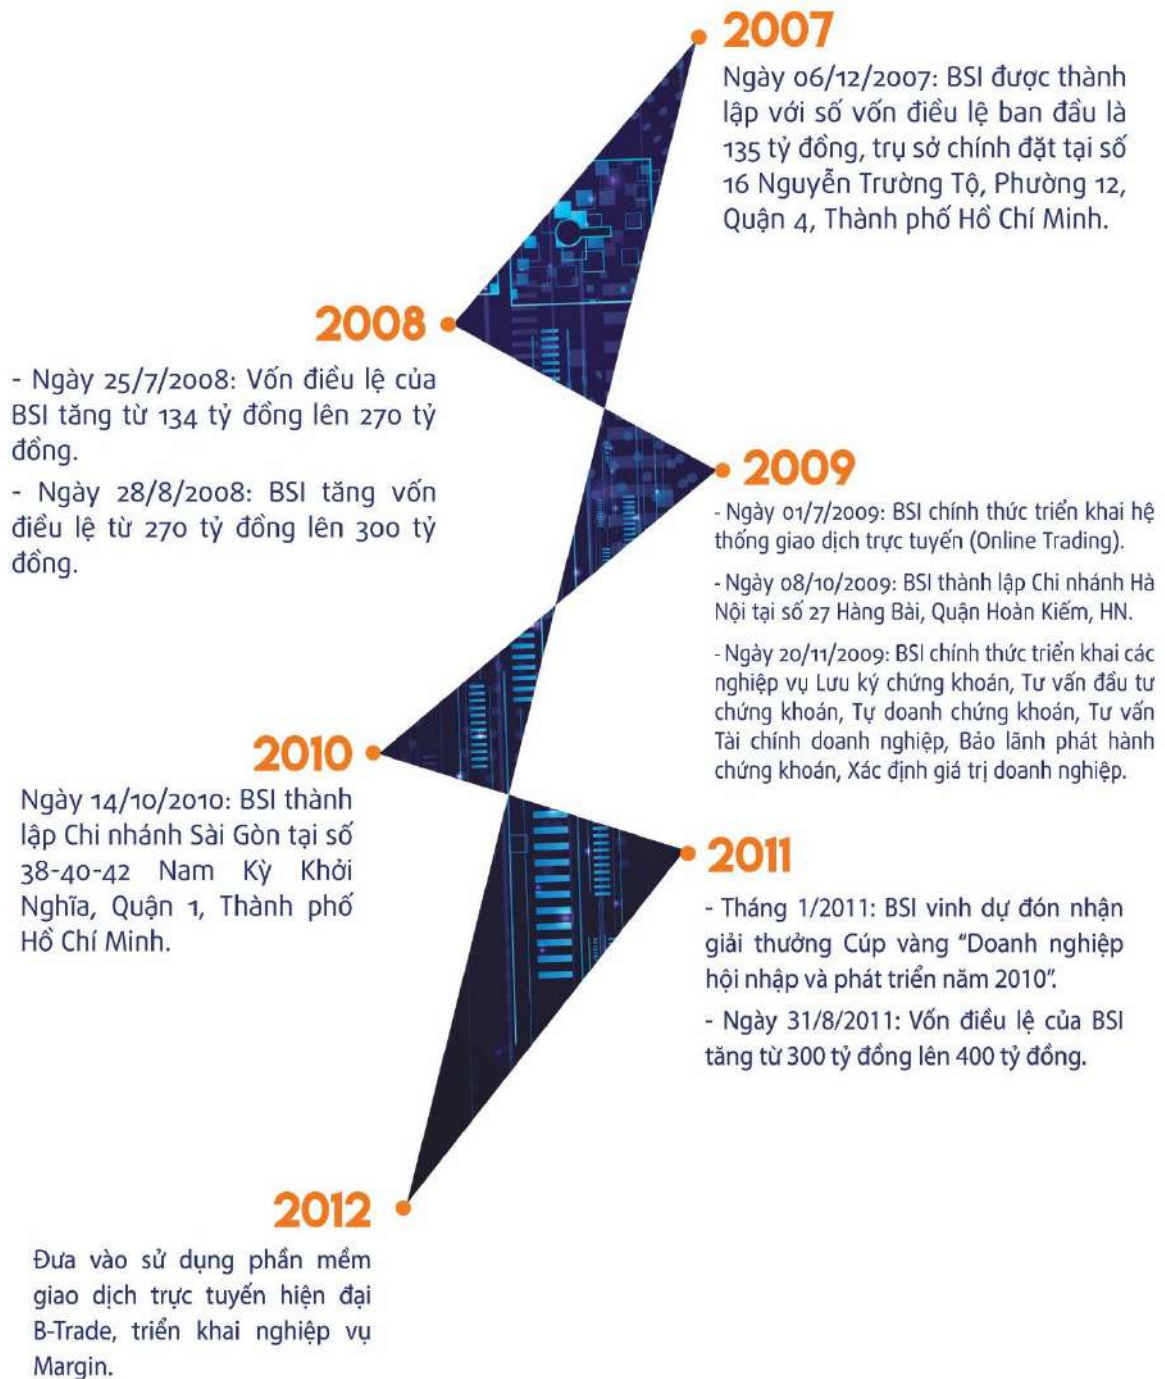 2007
Ngày 06/12/2007: BSI được thành
lập với số vốn điều lệ ban đầu là
135 tỷ đồng, trụ sở chính đặt tại số
16 Nguyễn Trường Tộ, Phường 12,
Quận 4, Thành phố Hồ Chí Minh.
2008
- Ngày 25/7/2008: Vốn điều lệ của
BSI tăng từ 134 tỷ đồng lên 270 tỷ
đồng.
- Ngày 28/8/2008: BSI tăng vốn
điều lệ từ 270 tỷ đồng lên 300 tỷ
đồng.
2009
- Ngày 01/7/2009: BSI chính thức triển khai hệ
thống giao dịch trực tuyến (Online Trading).
- Ngày 08/10/2009: BSI thành lập Chi nhánh Hà
Nội tại số 27 Hàng Bài, Quận Hoàn Kiếm, HN.
- Ngày 20/11/2009: BSI chính thức triển khai các
nghiệp vụ Lưu ký chứng khoán, Tư vấn đầu tư
chứng khoán, Tự doanh chứng khoán, Tư vấn
Tài chính doanh nghiệp, Bảo lãnh phát hành
chứng khoán, Xác định giá trị doanh nghiệp.
2010
Ngày 14/10/2010: BSI thành
lập Chi nhánh Sài Gòn tại số
38-40-42 Nam Kỳ Khởi
Nghĩa, Quận 1, Thành phố
Hồ Chí Minh.
2011
- Tháng 1/2011: BSI vinh dự đón nhận
giải thưởng Cúp vàng “Doanh nghiệp
hội nhập và phát triển năm 2010”.
- Ngày 31/8/2011: Vốn điều lệ của BSI
tăng từ 300 tỷ đồng lên 400 tỷ đồng.
2012
Đưa vào sử dụng phần mềm
giao dịch trực tuyến hiện đại
B-Trade, triển khai nghiệp vụ
Margin.